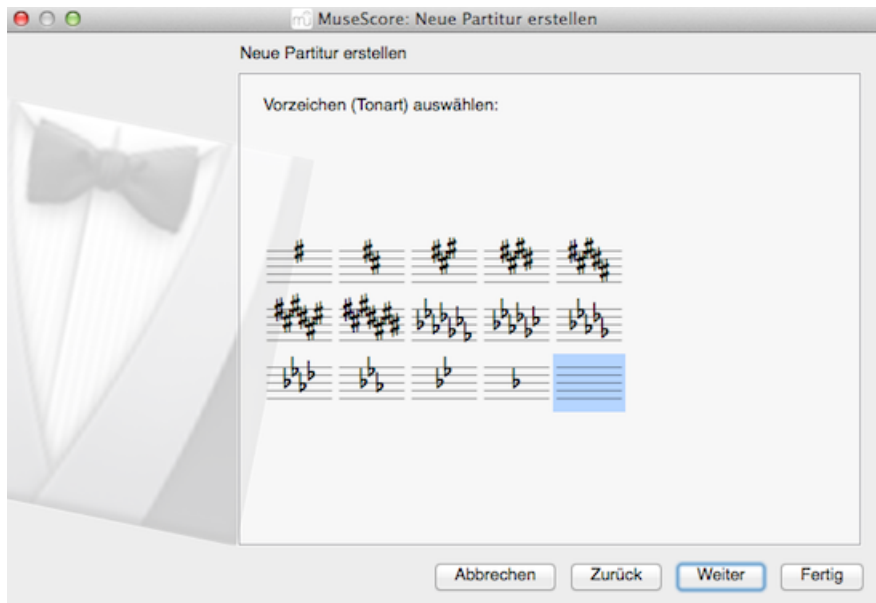 MuseScore: Neue Partitur erstellen
Neue Partitur erstellen
Vorzeichen (Tonart) auswählen:
Abbrechen Zurück Weiter Fertig